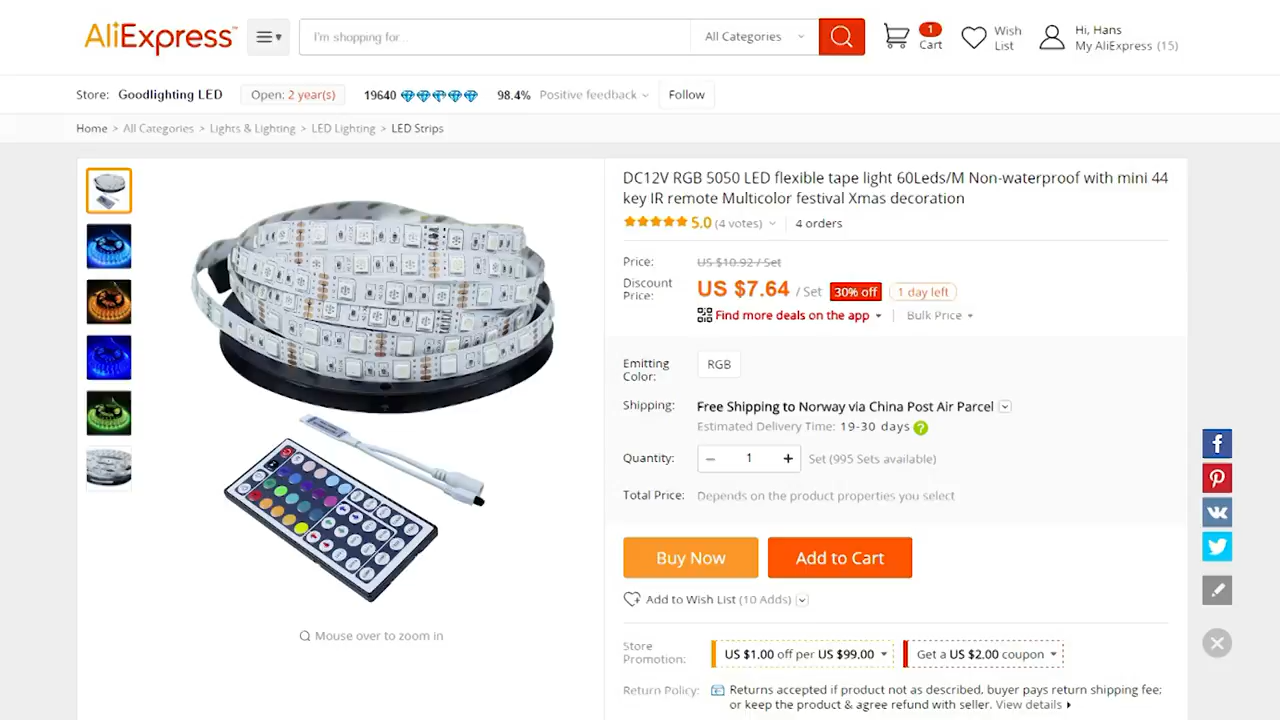 AliExpress
I'm shopping for...
All Categories
1
Cart
Wish
List
Hi, Hans
My AliExpress (15)
Store: Goodlighting LED
Open: 2 year(s)
19640
98.4% Positive feedback
Follow
Home > All Categories > Lights & Lighting > LED Lighting > LED Strips
DC12V RGB 5050 LED flexible tape light 60Leds/M Non-waterproof with mini 44
key IR remote Multicolor festival Xmas decoration
5.0 (4 votes) 4 orders
Price: US $10.92 / Set
Discount
Price:
US $7.64 / Set 30% off 1 day left
Find more deals on the app Bulk Price
Emitting
Color:
RGB
Shipping: Free Shipping to Norway via China Post Air Parcel
Estimated Delivery Time: 19-30 days ?
Quantity: − 1 + Set (995 Sets available)
Total Price: Depends on the product properties you select
Buy Now Add to Cart
Add to Wish List (10 Adds)
Mouse over to zoom in
Store
Promotion:
US $1.00 off per US $99.00
Get a US $2.00 coupon
Return Policy: Returns accepted if product not as described, buyer pays return shipping fee;
or keep the product & agree refund with seller. View details